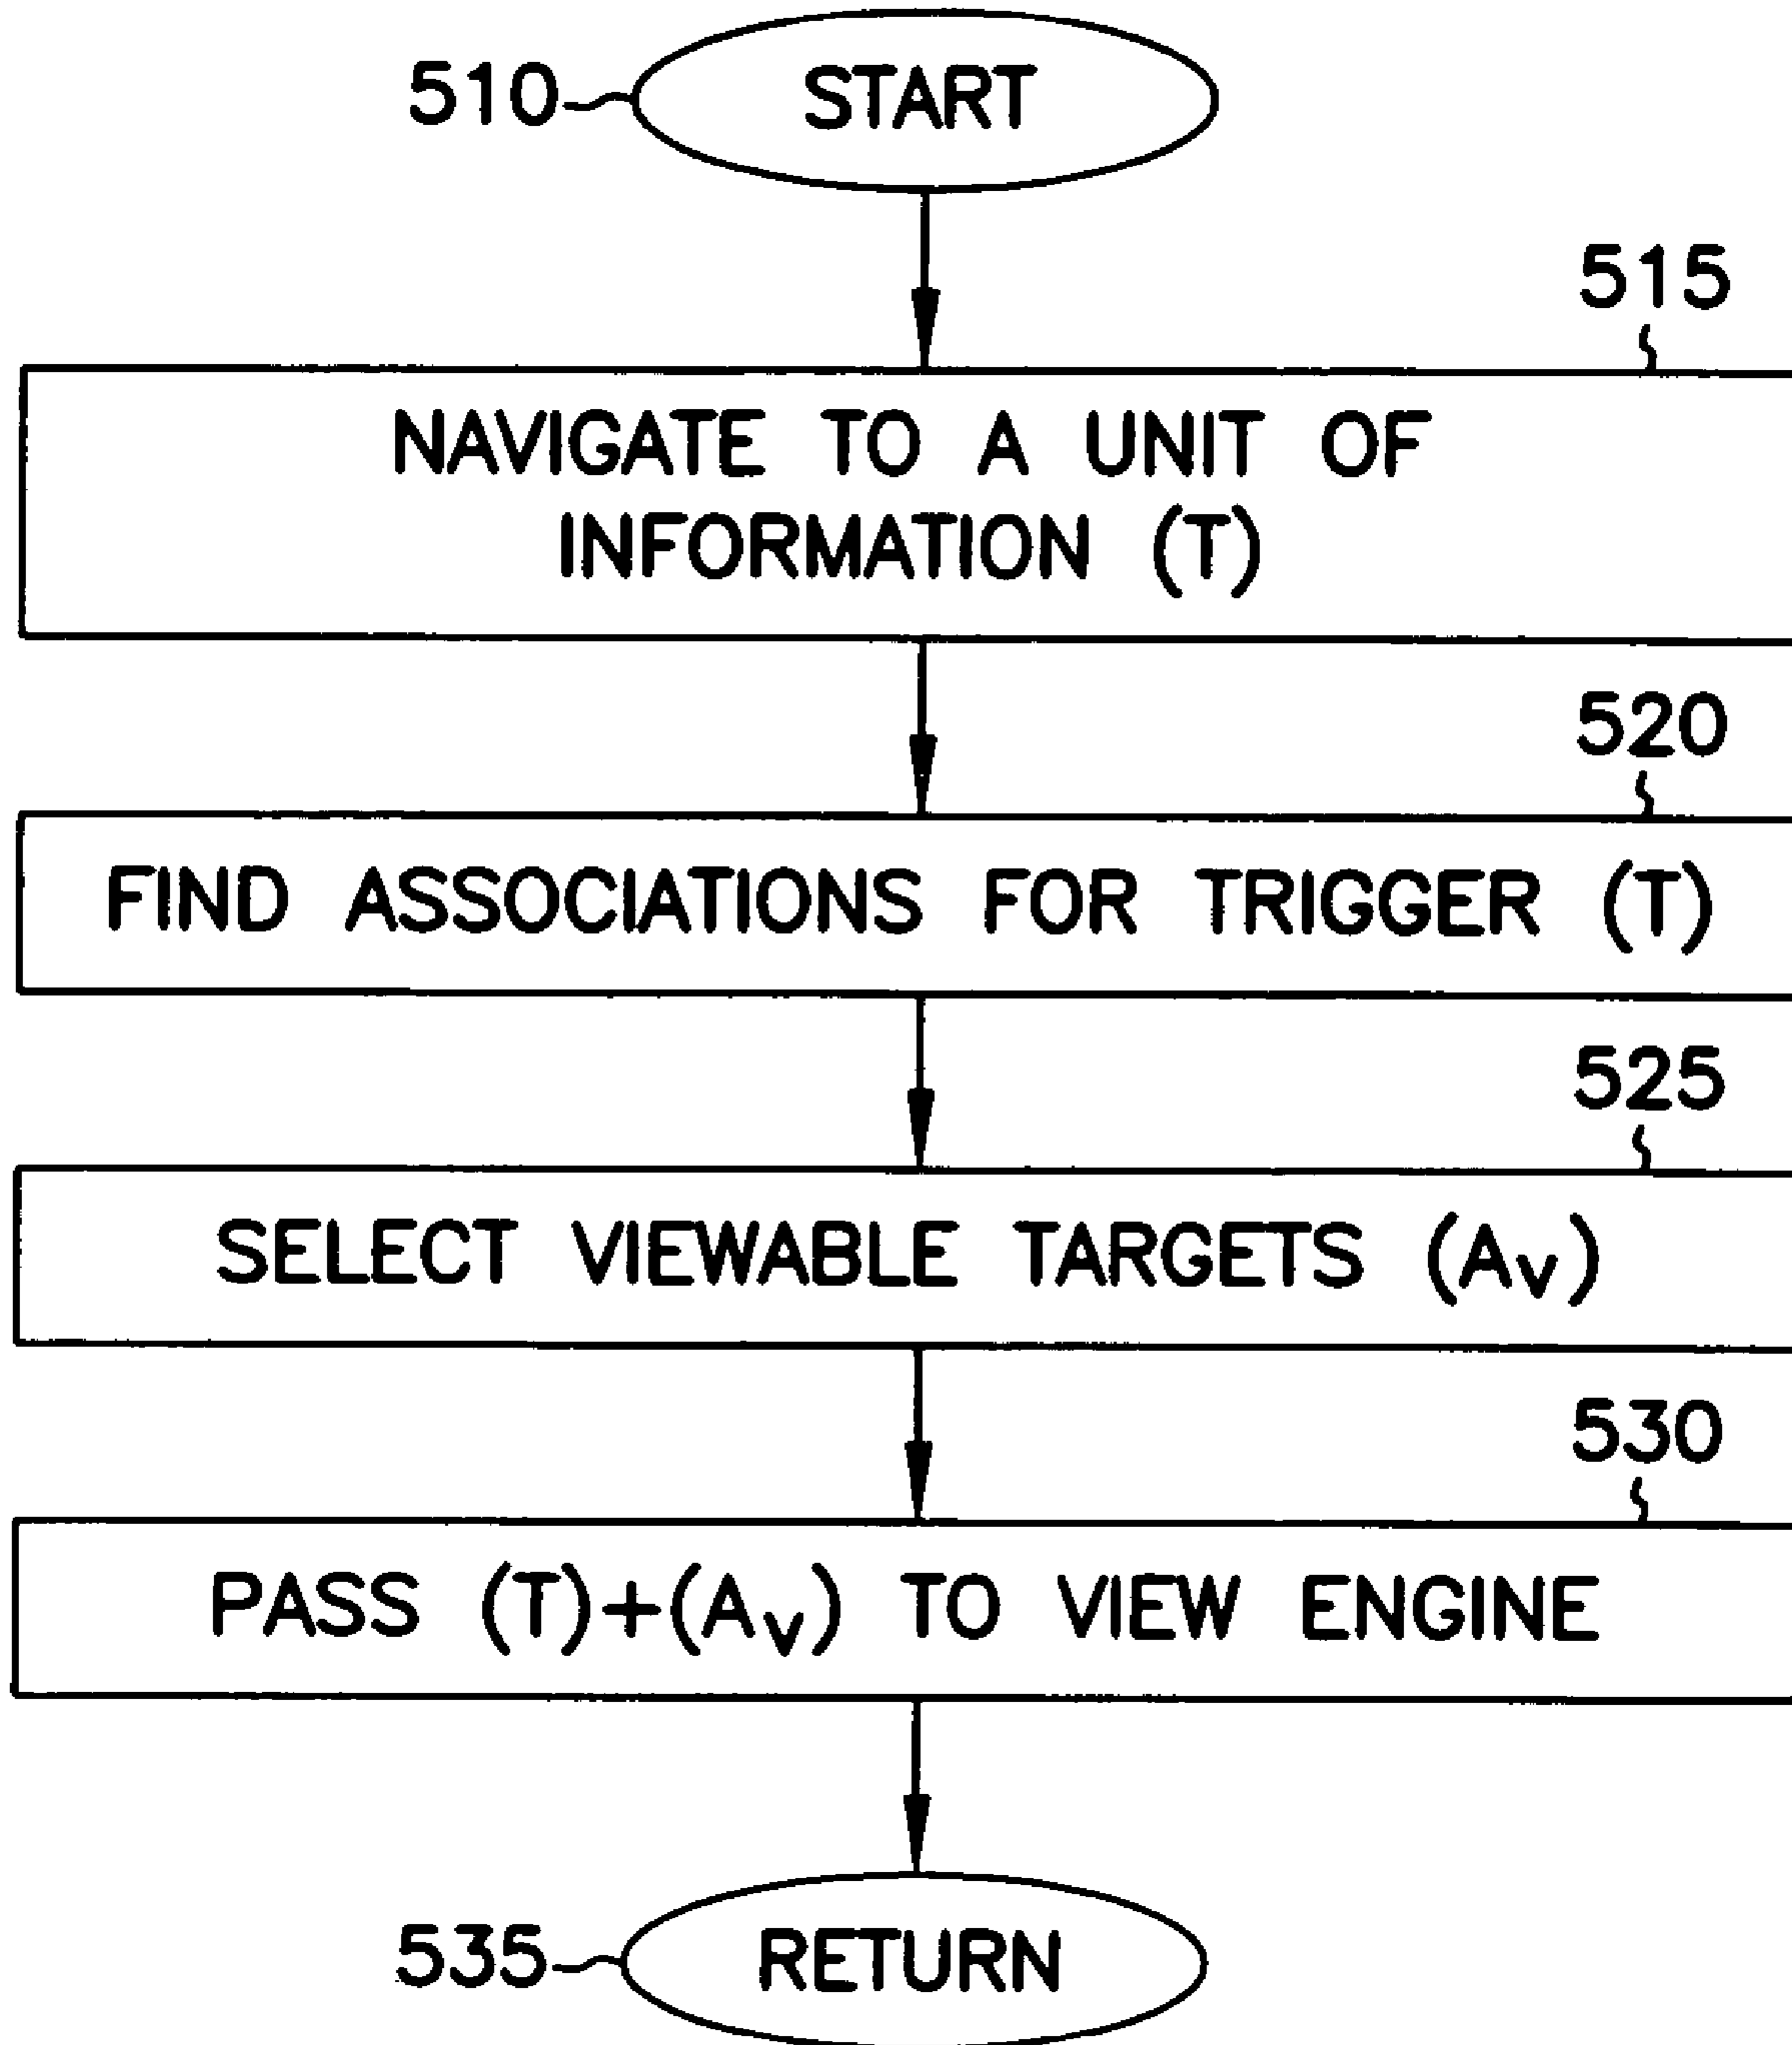 510 START
515
NAVIGATE TO A UNIT OF
INFORMATION (T)
520
FIND ASSOCIATIONS FOR TRIGGER (T)
525
SELECT VIEWABLE TARGETS (Av)
530
PASS (T)+(Av) TO VIEW ENGINE
535 RETURN